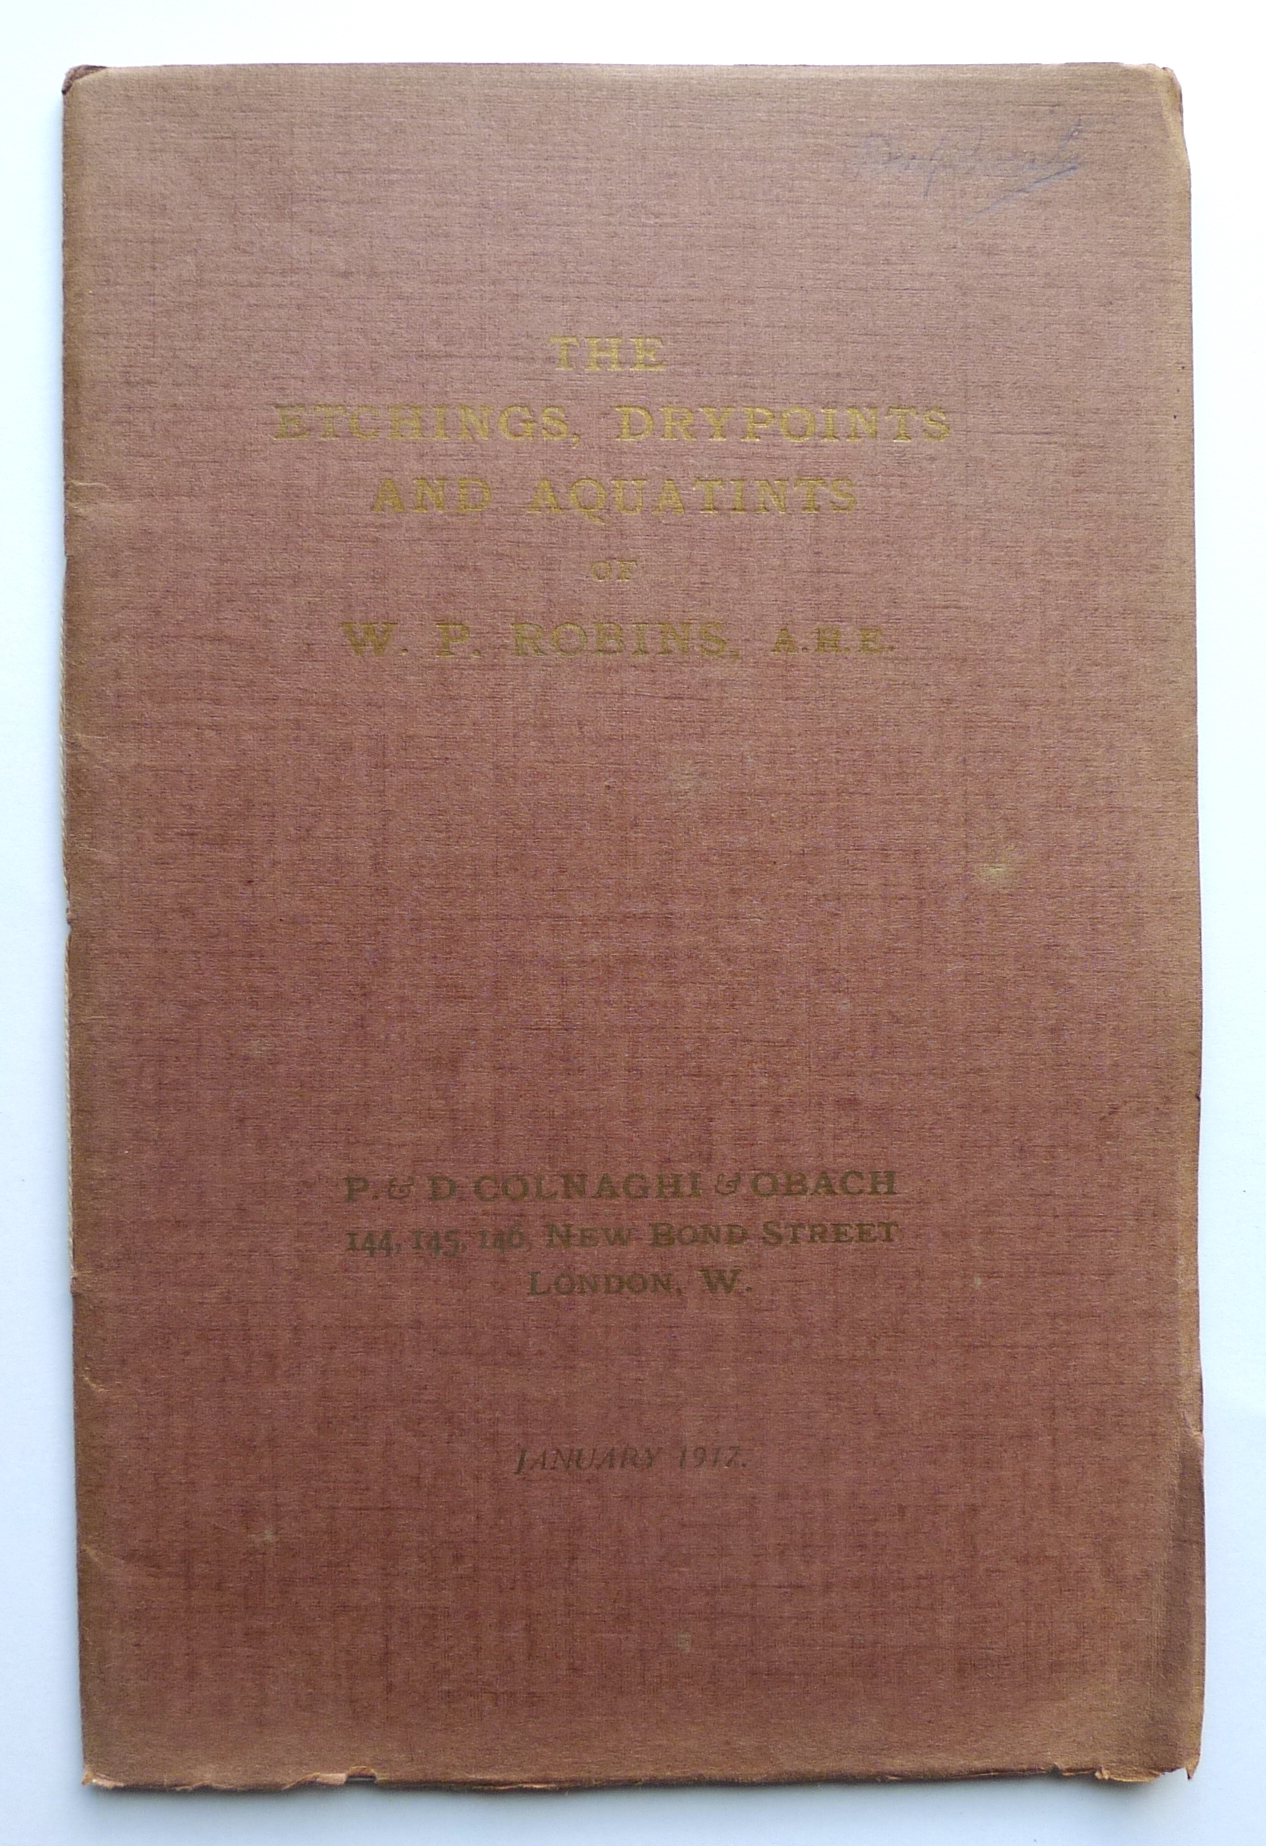 THE
ETCHINGS, DRYPOINTS
AND AQUATINTS
OF
W. P. ROBINS, A.R.E.
P. & D. COLNAGHI & OBACH
144, 145, 146, NEW BOND STREET
LONDON, W.
JANUARY 1917.